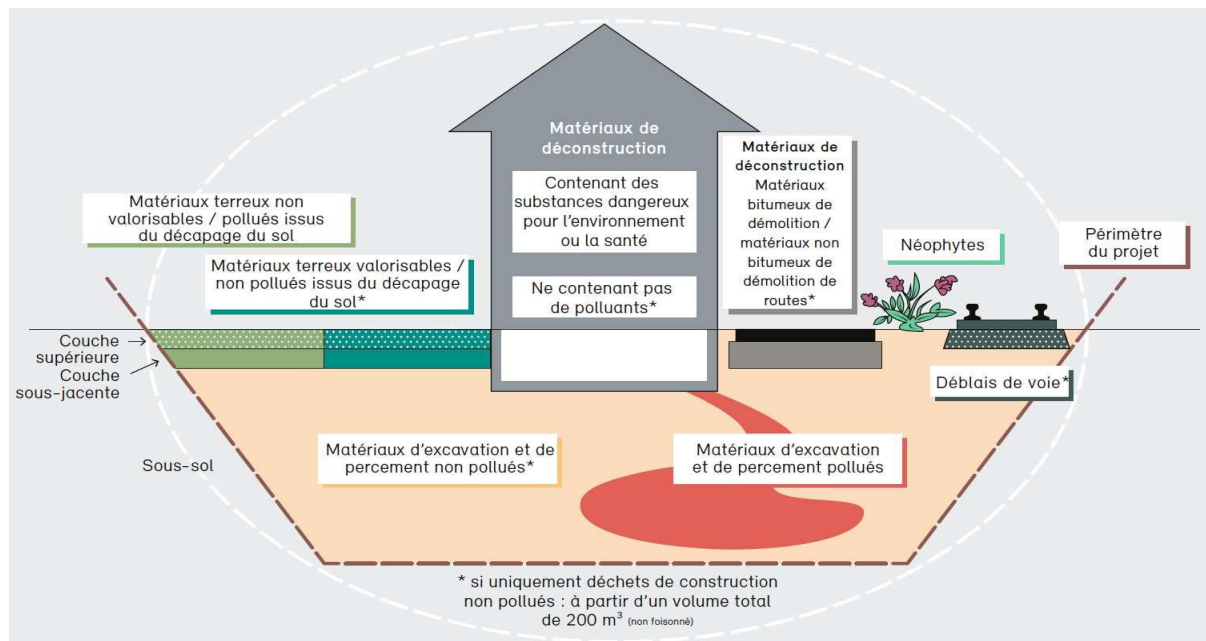 Matériaux de
déconstruction
Contenant des
substances dangereux
pour l'environnement
ou la santé
Ne contenant pas
de polluants*
Matériaux de
déconstruction
Matériaux
bitumeux de
démolition /
matériaux non
bitumeux de
démolition de
routes*
Néophytes
Périmètre
du projet
Matériaux terreux non
valorisables / pollués issus
du décapage du sol
Matériaux terreux valorisables /
non pollués issus du décapage
du sol*
Couche
supérieure
Couche
sous-jacente
Déblais de voie*
Sous-sol
Matériaux d'excavation et de
percement non pollués*
Matériaux d'excavation
et de percement pollués
* si uniquement déchets de construction
non pollués : à partir d'un volume total
de 200 m³ (non foisonné)